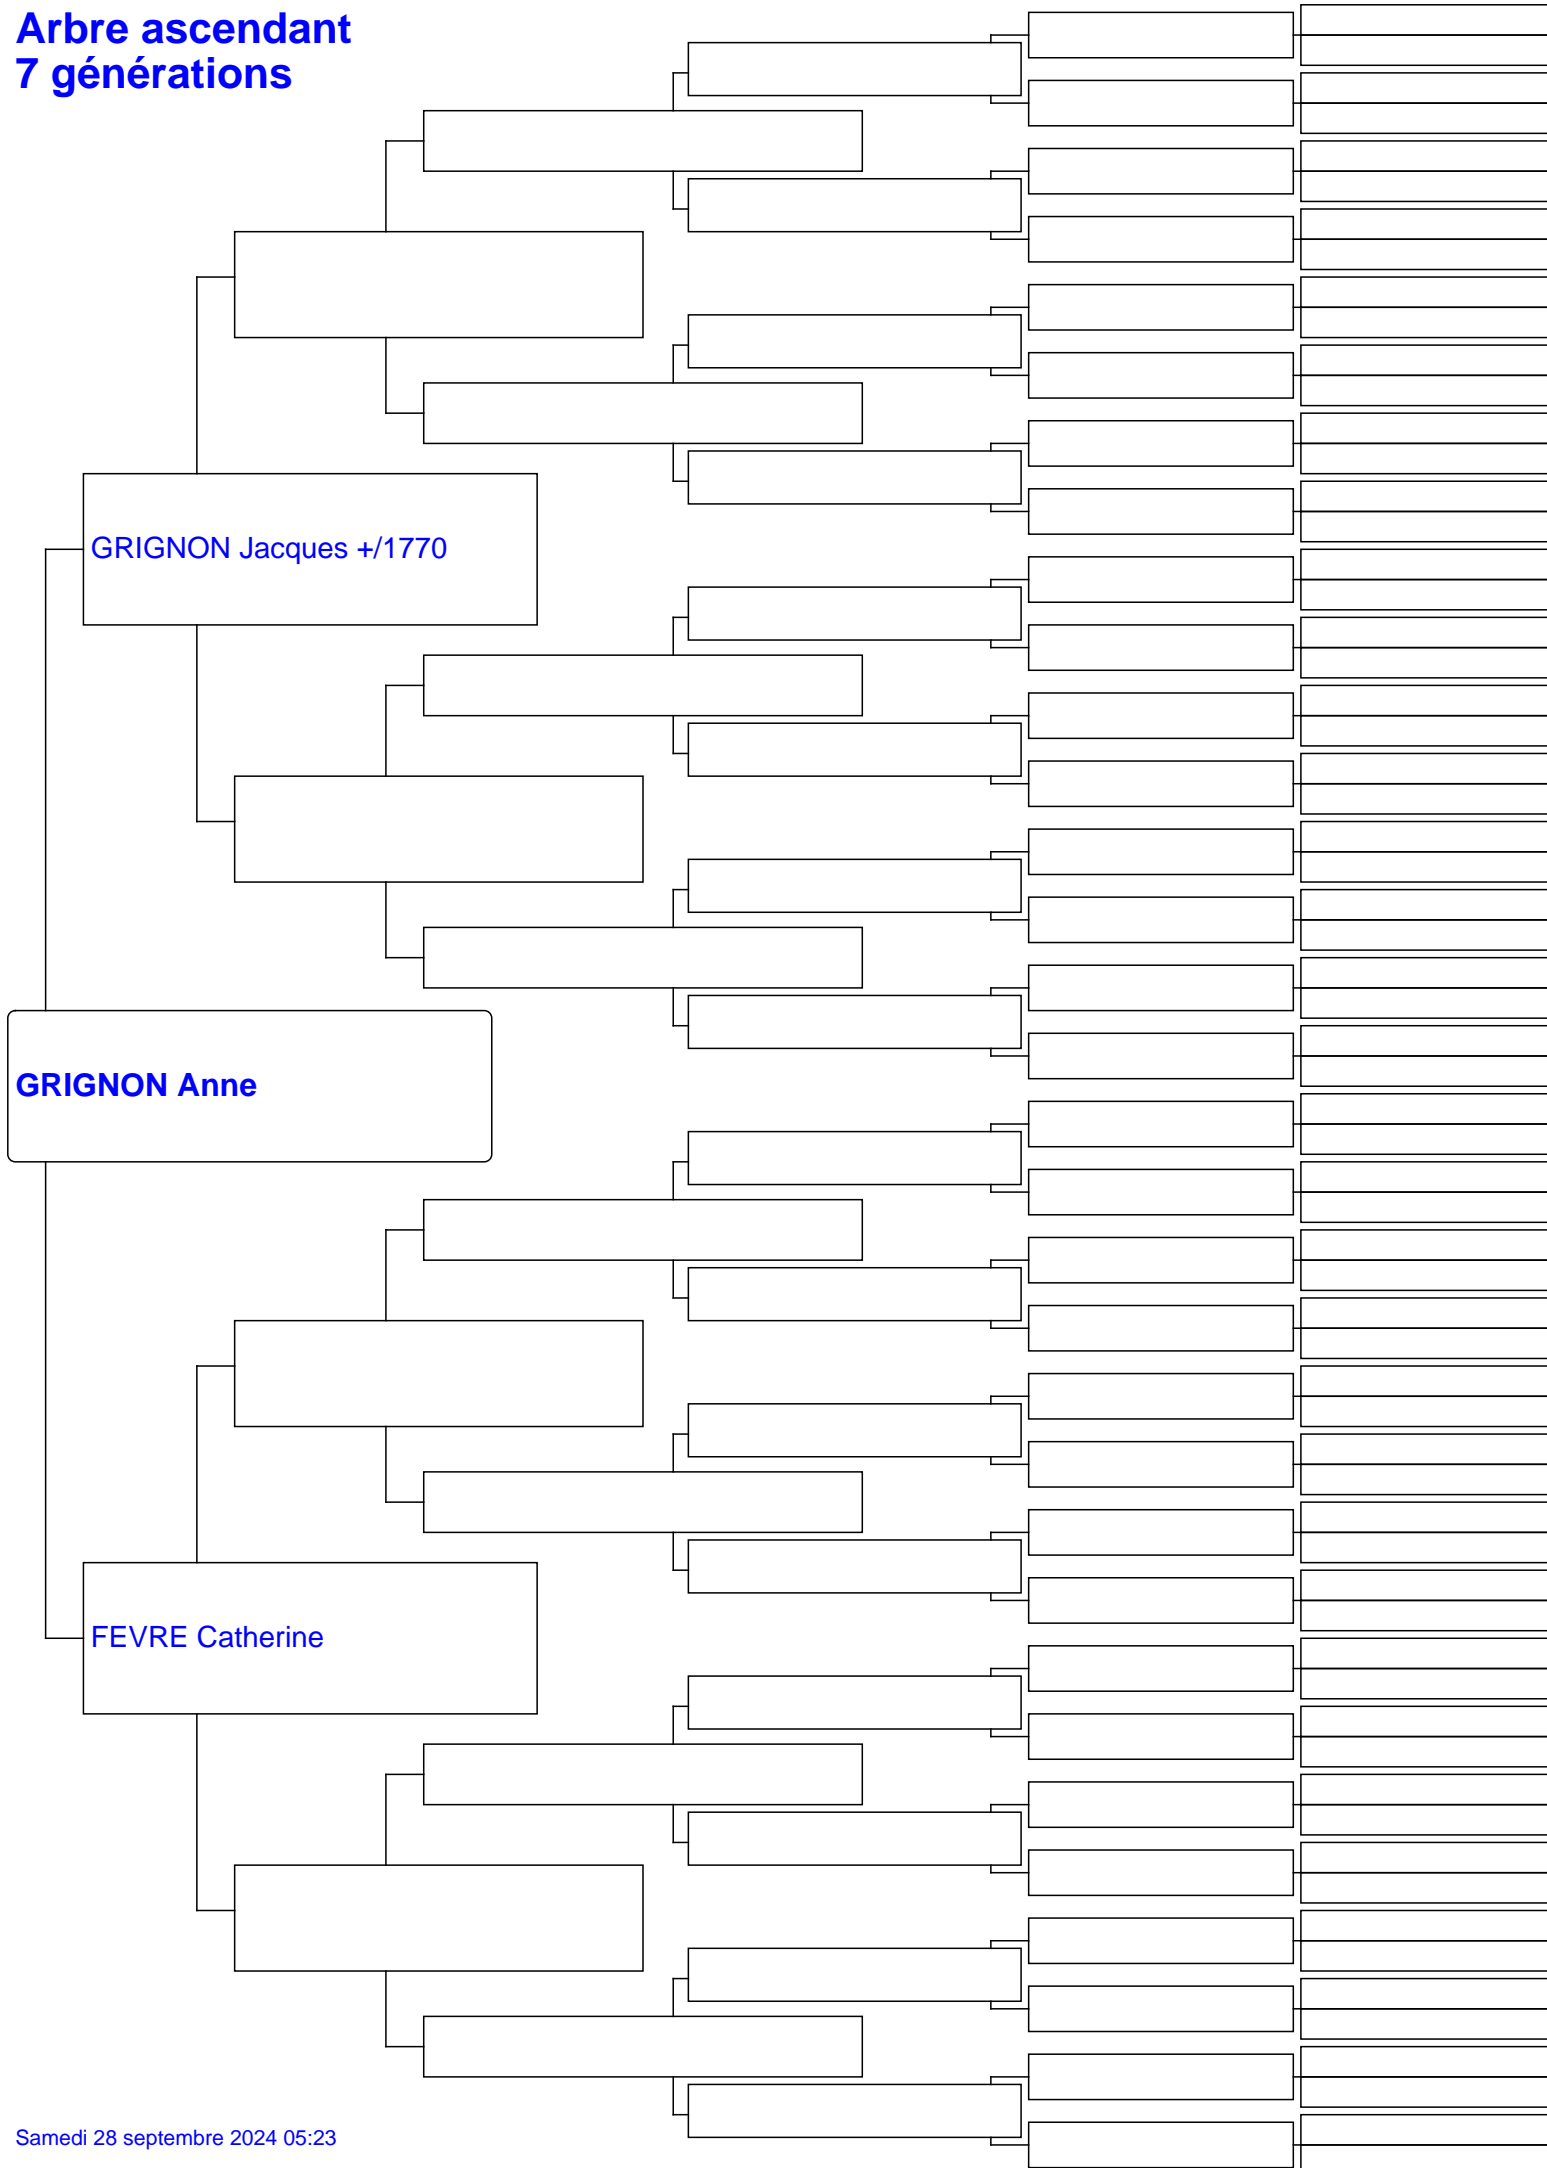 Arbre ascendant
7 générations
GRIGNON Jacques +/1770
GRIGNON Anne
FEVRE Catherine
Samedi 28 septembre 2024 05:23